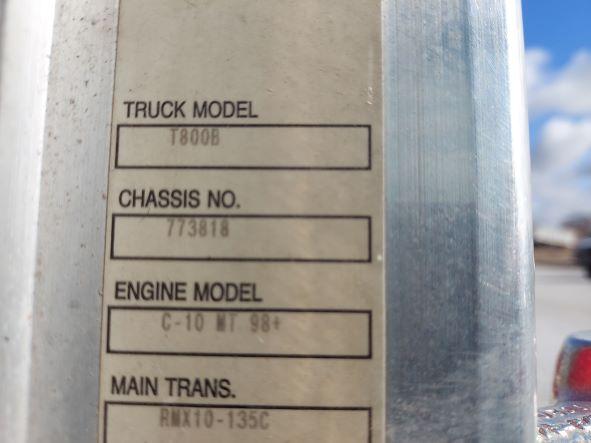 TRUCK MODEL
T800B
CHASSIS NO.
773818
ENGINE MODEL
C-10 MT 98+
MAIN TRANS.
RMX10-135C